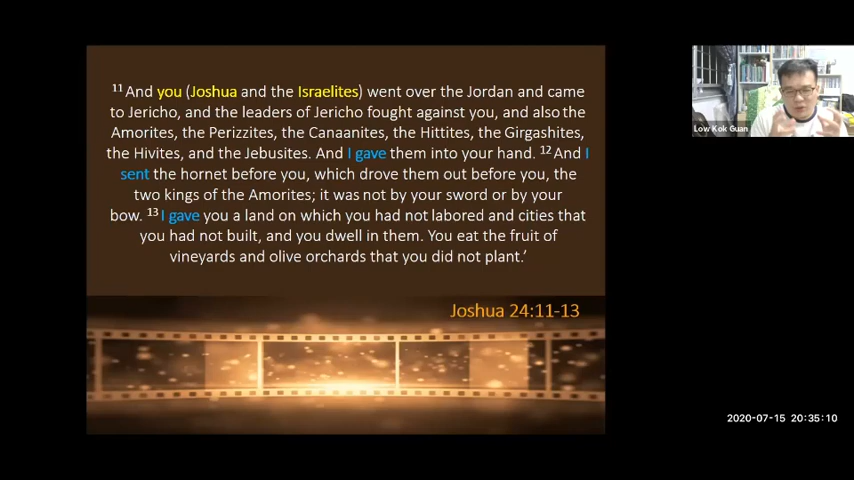 11 And you (Joshua and the Israelites) went over the Jordan and came
to Jericho, and the leaders of Jericho fought against you, and also the
Amorites, the Perizzites, the Canaanites, the Hittites, the Girgashites,
the Hivites, and the Jebusites. And I gave them into your hand. 12 And I
sent the hornet before you, which drove them out before you, the
two kings of the Amorites; it was not by your sword or by your
bow. 13 I gave you a land on which you had not labored and cities that
you had not built, and you dwell in them. You eat the fruit of
vineyards and olive orchards that you did not plant.’
Joshua 24:11-13
Low Kok Guan
2020-07-15 20:35:10